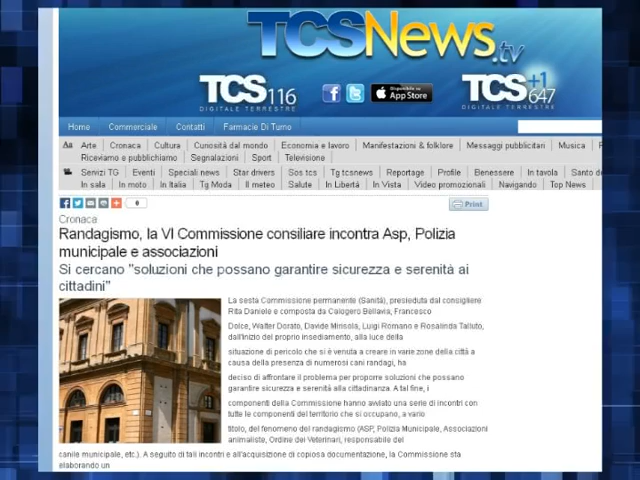 TCSNews.tv
TCS 116
DIGITALE TERRESTRE
Disponibile su
App Store
TCS+1 647
DIGITALE TERRESTRE
Home Commerciale Contatti Farmacie Di Turno
Aa Arte Cronaca Cultura Curiosità dal mondo Economia e lavoro Manifestazioni & folklore Messaggi pubblicitari Musica
Riceviamo e pubblichiamo Segnalazioni Sport Televisione
Servizi TG Eventi Speciali news Star drivers Sos tcs Tg tcsnews Reportage Profile Benessere In tavola Santo d
In sala In moto In Italia Tg Moda Il meteo Salute In Libertà In Vista Video promozionali Navigando Top News
0
Print
Cronaca
Randagismo, la VI Commissione consiliare incontra Asp, Polizia
municipale e associazioni
Si cercano "soluzioni che possano garantire sicurezza e serenità ai
cittadini"
La sesta Commissione permanente (Sanità), presieduta dal consigliere
Rita Daniele e composta da Calogero Bellavia, Francesco
Dolce, Walter Dorato, Davide Mirisola, Luigi Romano e Rosalinda Talluto,
dall'inizio del proprio insediamento, alla luce della
situazione di pericolo che si è venuta a creare in varie zone della città a
causa della presenza di numerosi cani randagi, ha
deciso di affrontare il problema per proporre soluzioni che possano
garantire sicurezza e serenità alla cittadinanza. A tal fine, i
componenti della Commissione hanno avviato una serie di incontri con
tutte le componenti del territorio che si occupano, a vario
titolo, del fenomeno del randagismo (ASP, Polizia Municipale, Associazioni
animaliste, Ordine dei Veterinari, responsabile del
canile municipale, etc.). A seguito di tali incontri e all'acquisizione di copiosa documentazione, la Commissione sta
elaborando un